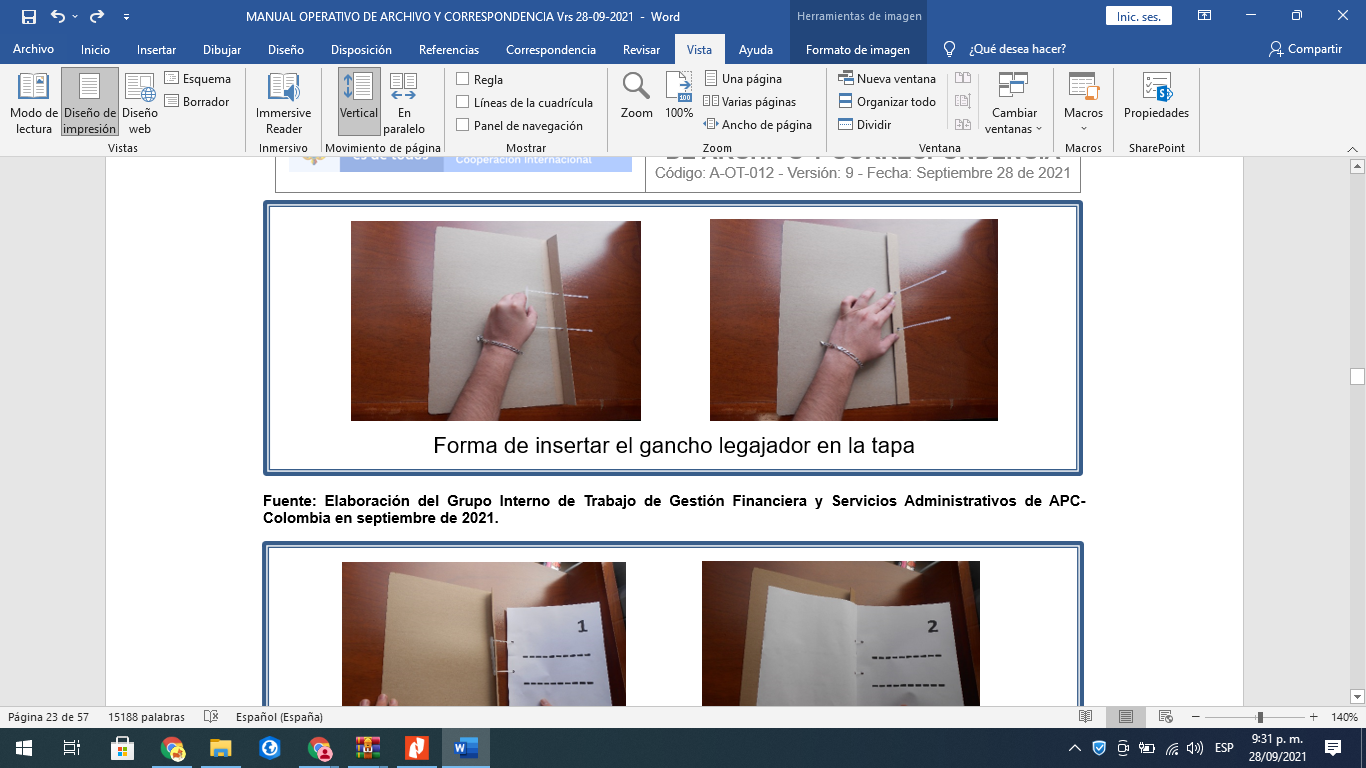 MANUAL OPERATIVO DE ARCHIVO Y CORRESPONDENCIA Vrs 28-09-2021 - Word
Herramientas de imagen
Inic. ses.
Archivo Inicio Insertar Dibujar Diseño Disposición Referencias Correspondencia Revisar Vista Ayuda Formato de imagen ¿Qué desea hacer? Compartir
Modo de lectura
Diseño de impresión
Diseño web
Esquema
Borrador
Vistas
Immersive Reader
Inmersivo
Vertical
En paralelo
Movimiento de página
Regla
Líneas de la cuadrícula
Panel de navegación
Mostrar
Zoom
100
100%
Una página
Varias páginas
Ancho de página
Zoom
Nueva ventana
Organizar todo
Dividir
Cambiar ventanas
Ventana
Macros
Macros
Propiedades
SharePoint
es de todos
Cooperación Internacional
DE ARCHIVO Y CORRESPONDENCIA
Código: A-OT-012 - Versión: 9 - Fecha: Septiembre 28 de 2021
Forma de insertar el gancho legajador en la tapa
Fuente: Elaboración del Grupo Interno de Trabajo de Gestión Financiera y Servicios Administrativos de APC-
Colombia en septiembre de 2021.
1
2
Página 23 de 57 15188 palabras Español (España) 140%
ESP
9:31 p. m.
28/09/2021